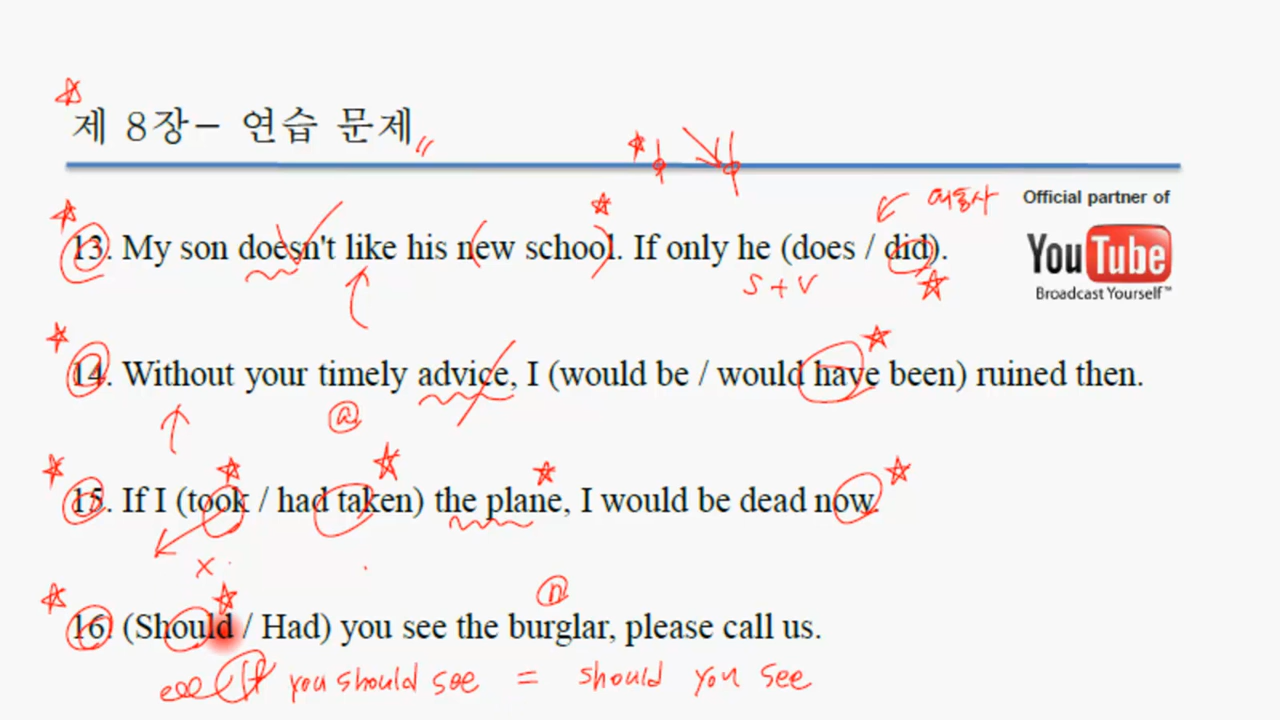 제 8장– 연습 문제
Official partner of
YouTube
Broadcast Yourself™
여동사
13. My son doesn't like his new school. If only he (does / did).
S + V
14. Without your timely advice, I (would be / would have been) ruined then.
ⓐ
15. If I (took / had taken) the plane, I would be dead now.
×
ⓝ
16. (Should / Had) you see the burglar, please call us.
If you should see = should you see